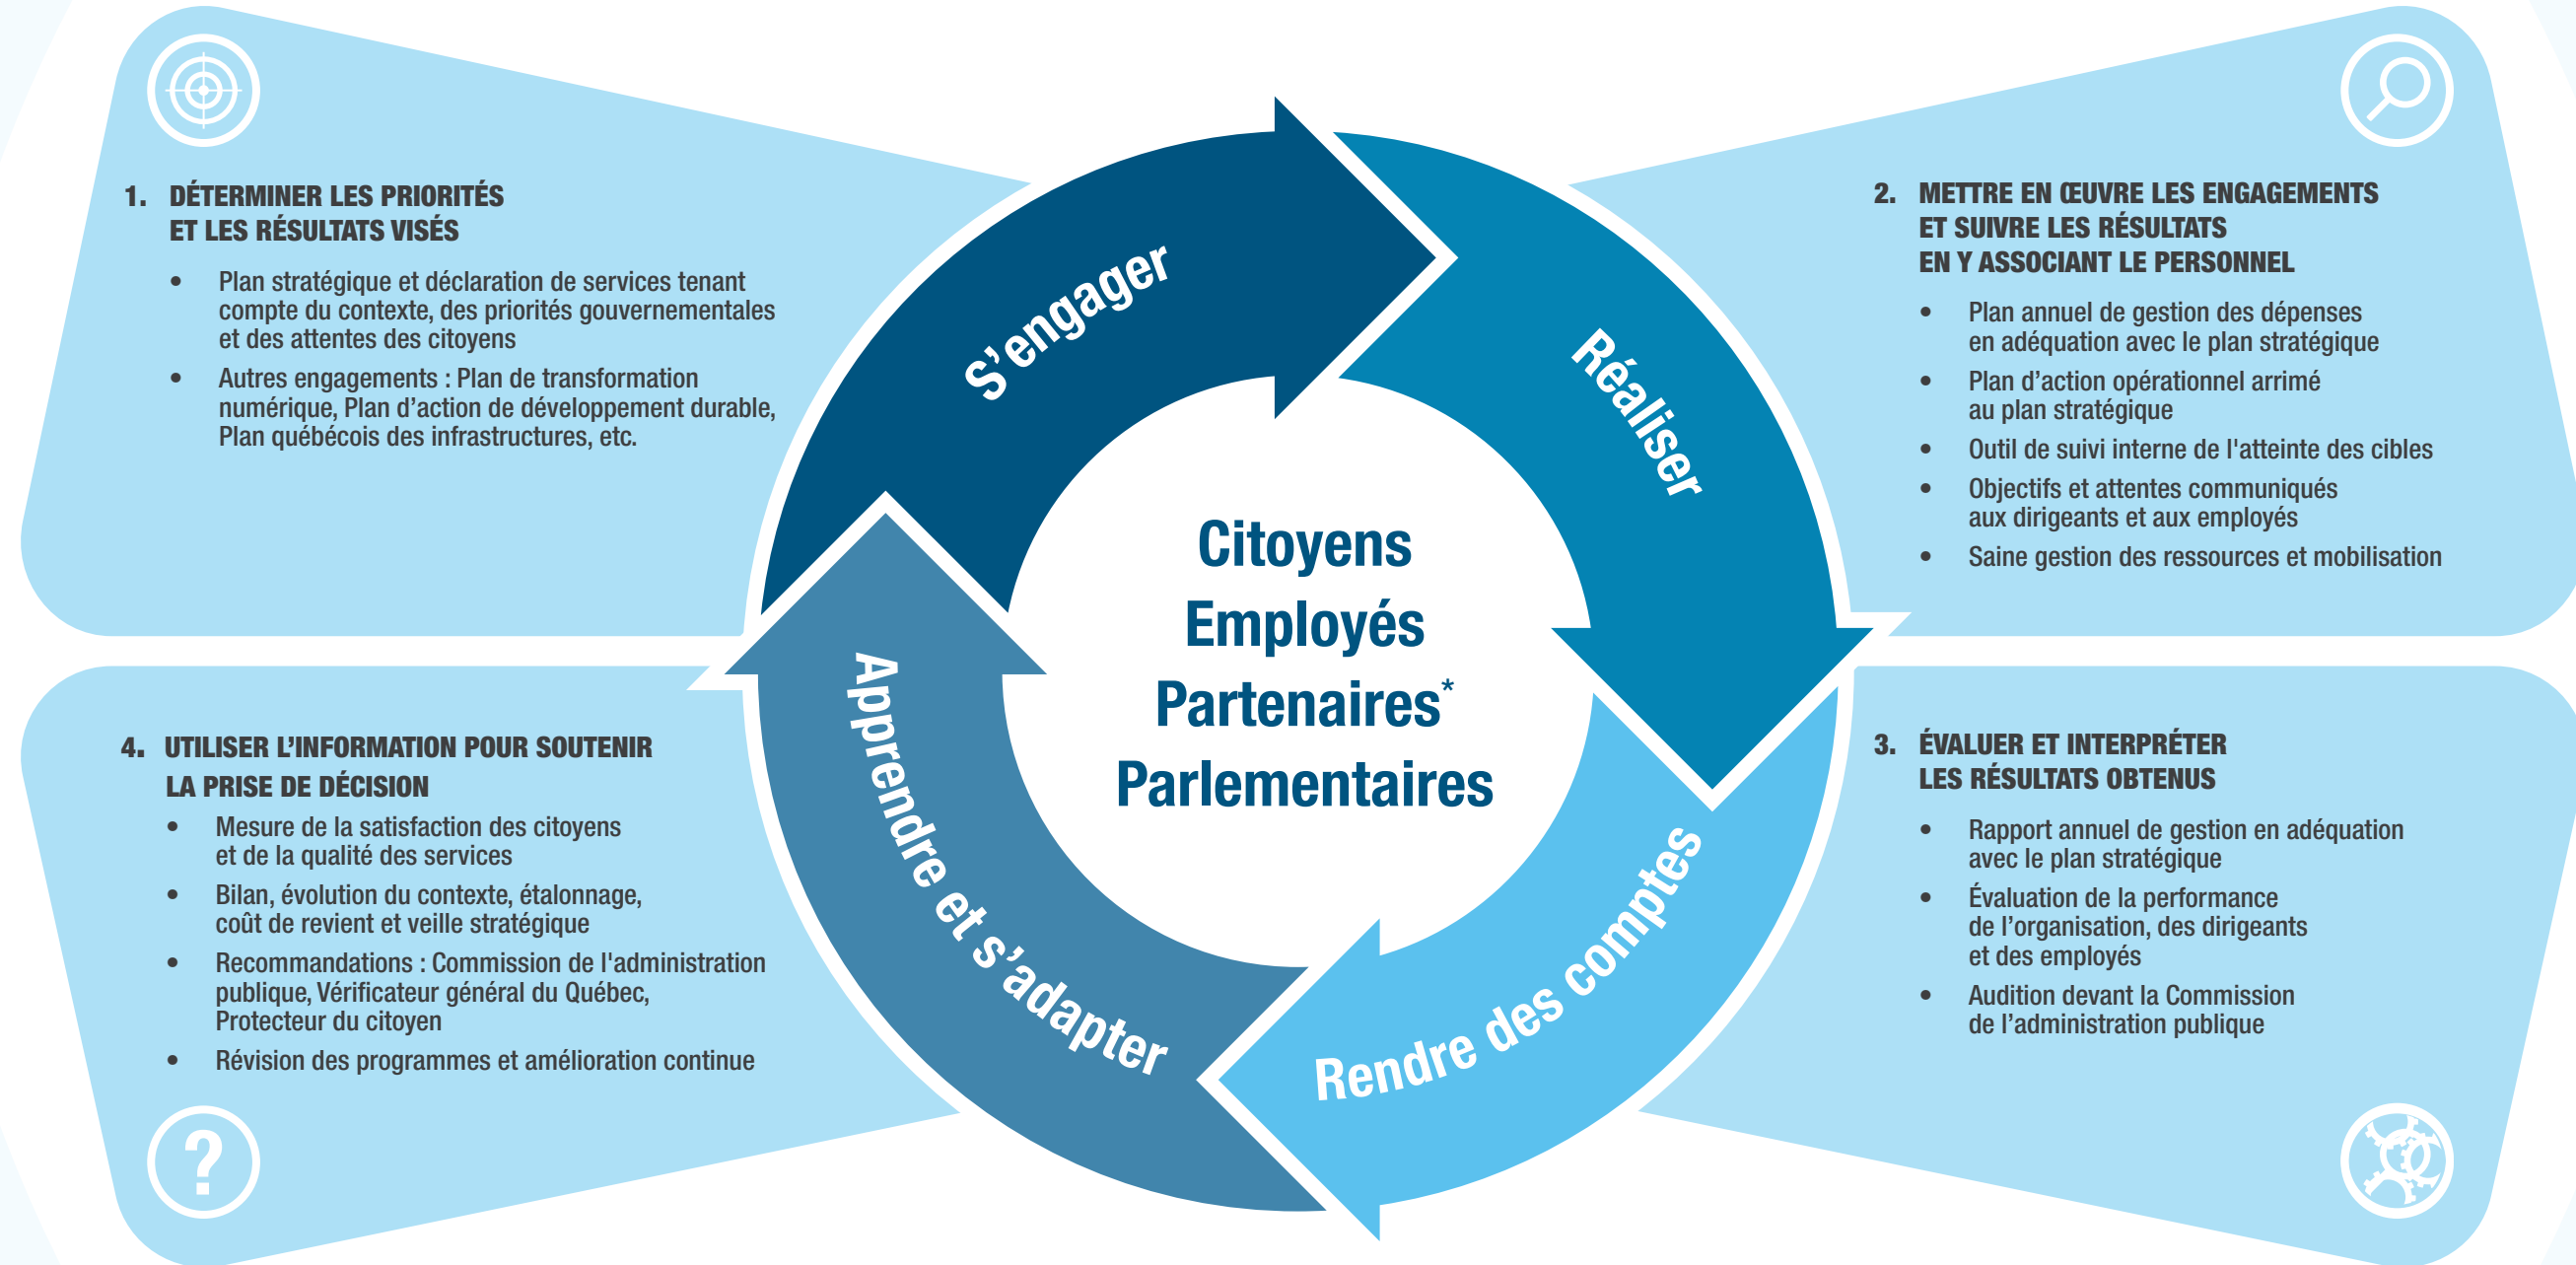 1. DÉTERMINER LES PRIORITÉS
ET LES RÉSULTATS VISÉS
• Plan stratégique et déclaration de services tenant
compte du contexte, des priorités gouvernementales
et des attentes des citoyens
• Autres engagements : Plan de transformation
numérique, Plan d’action de développement durable,
Plan québécois des infrastructures, etc.
2. METTRE EN ŒUVRE LES ENGAGEMENTS
ET SUIVRE LES RÉSULTATS
EN Y ASSOCIANT LE PERSONNEL
• Plan annuel de gestion des dépenses
en adéquation avec le plan stratégique
• Plan d’action opérationnel arrimé
au plan stratégique
• Outil de suivi interne de l'atteinte des cibles
• Objectifs et attentes communiqués
aux dirigeants et aux employés
• Saine gestion des ressources et mobilisation
S’engager
Réaliser
Rendre des comptes
Apprendre et s’adapter
Citoyens
Employés
Partenaires*
Parlementaires
3. ÉVALUER ET INTERPRÉTER
LES RÉSULTATS OBTENUS
• Rapport annuel de gestion en adéquation
avec le plan stratégique
• Évaluation de la performance
de l’organisation, des dirigeants
et des employés
• Audition devant la Commission
de l’administration publique
4. UTILISER L’INFORMATION POUR SOUTENIR
LA PRISE DE DÉCISION
• Mesure de la satisfaction des citoyens
et de la qualité des services
• Bilan, évolution du contexte, étalonnage,
coût de revient et veille stratégique
• Recommandations : Commission de l'administration
publique, Vérificateur général du Québec,
Protecteur du citoyen
• Révision des programmes et amélioration continue
?